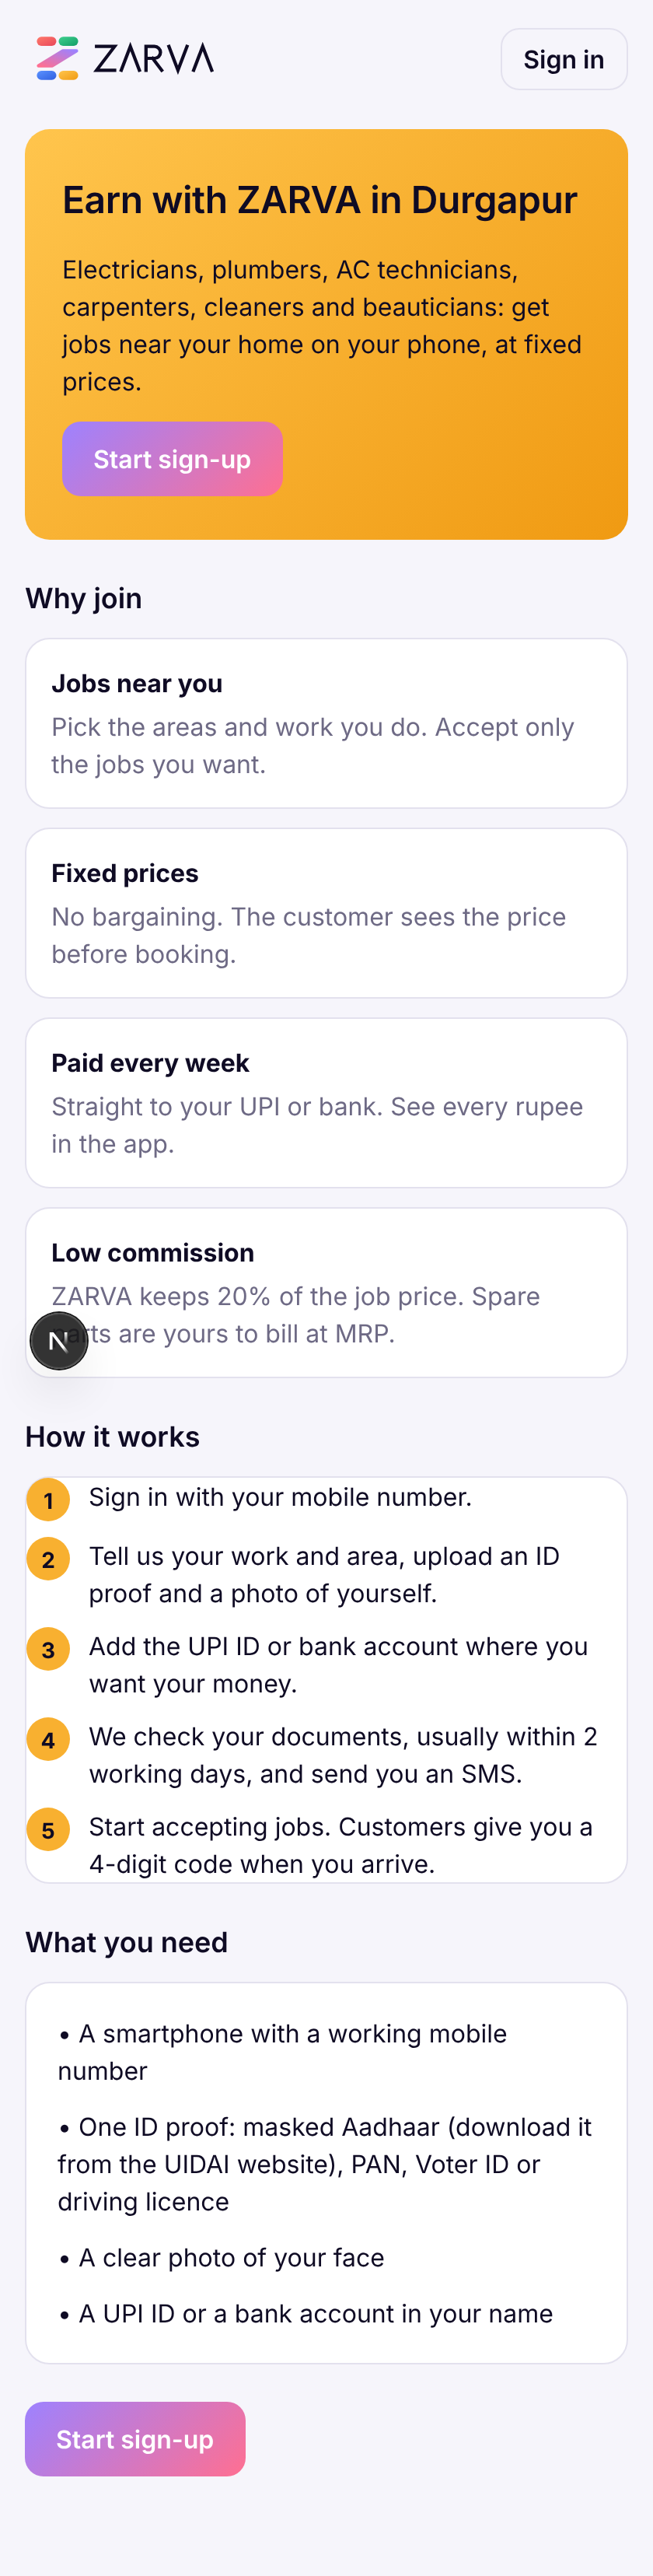 ZARVA
Sign in
Earn with ZARVA in Durgapur
Electricians, plumbers, AC technicians,
carpenters, cleaners and beauticians: get
jobs near your home on your phone, at fixed
prices.
Start sign-up
Why join
Jobs near you
Pick the areas and work you do. Accept only
the jobs you want.
Fixed prices
No bargaining. The customer sees the price
before booking.
Paid every week
Straight to your UPI or bank. See every rupee
in the app.
Low commission
ZARVA keeps 20% of the job price. Spare
parts are yours to bill at MRP.
N
How it works
1 Sign in with your mobile number.
2 Tell us your work and area, upload an ID
proof and a photo of yourself.
3 Add the UPI ID or bank account where you
want your money.
4 We check your documents, usually within 2
working days, and send you an SMS.
5 Start accepting jobs. Customers give you a
4-digit code when you arrive.
What you need
• A smartphone with a working mobile
number
• One ID proof: masked Aadhaar (download it
from the UIDAI website), PAN, Voter ID or
driving licence
• A clear photo of your face
• A UPI ID or a bank account in your name
Start sign-up